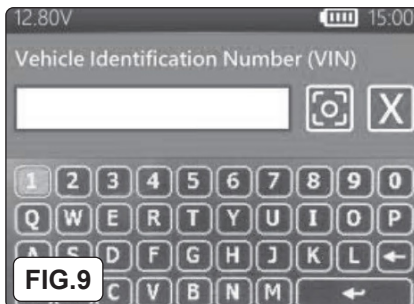 12.80V 15:00
Vehicle Identification Number (VIN)
X
1 2 3 4 5 6 7 8 9 0
Q W E R T Y U I O P
A S D F G H J K L
FIG.9 C V B N M